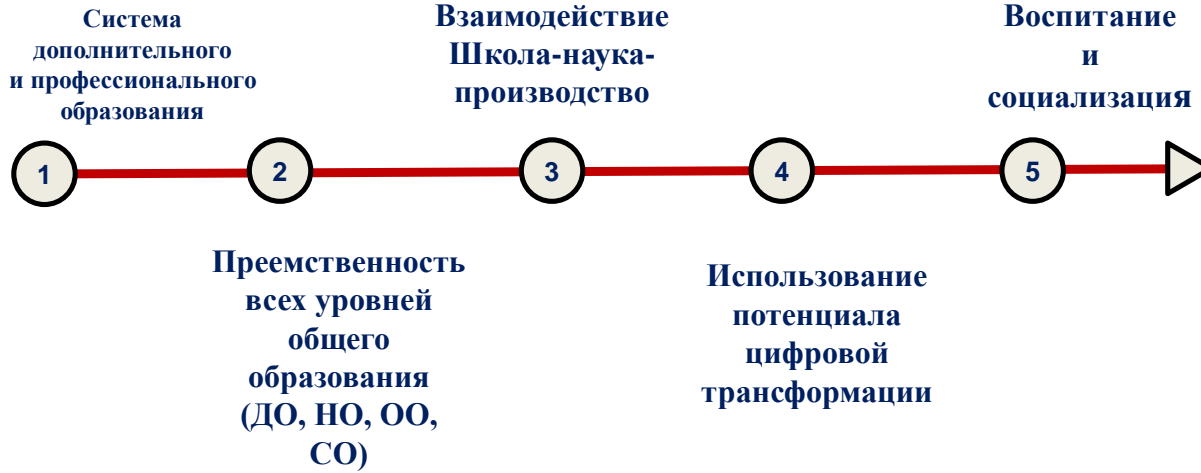 Система
дополнительного
и профессионального
образования
Взаимодействие
Школа-наука-
производство
Воспитание
и
социализация
1
2
3
4
5
Преемственность
всех уровней
общего
образования
(ДО, НО, ОО,
СО)
Использование
потенциала
цифровой
трансформации